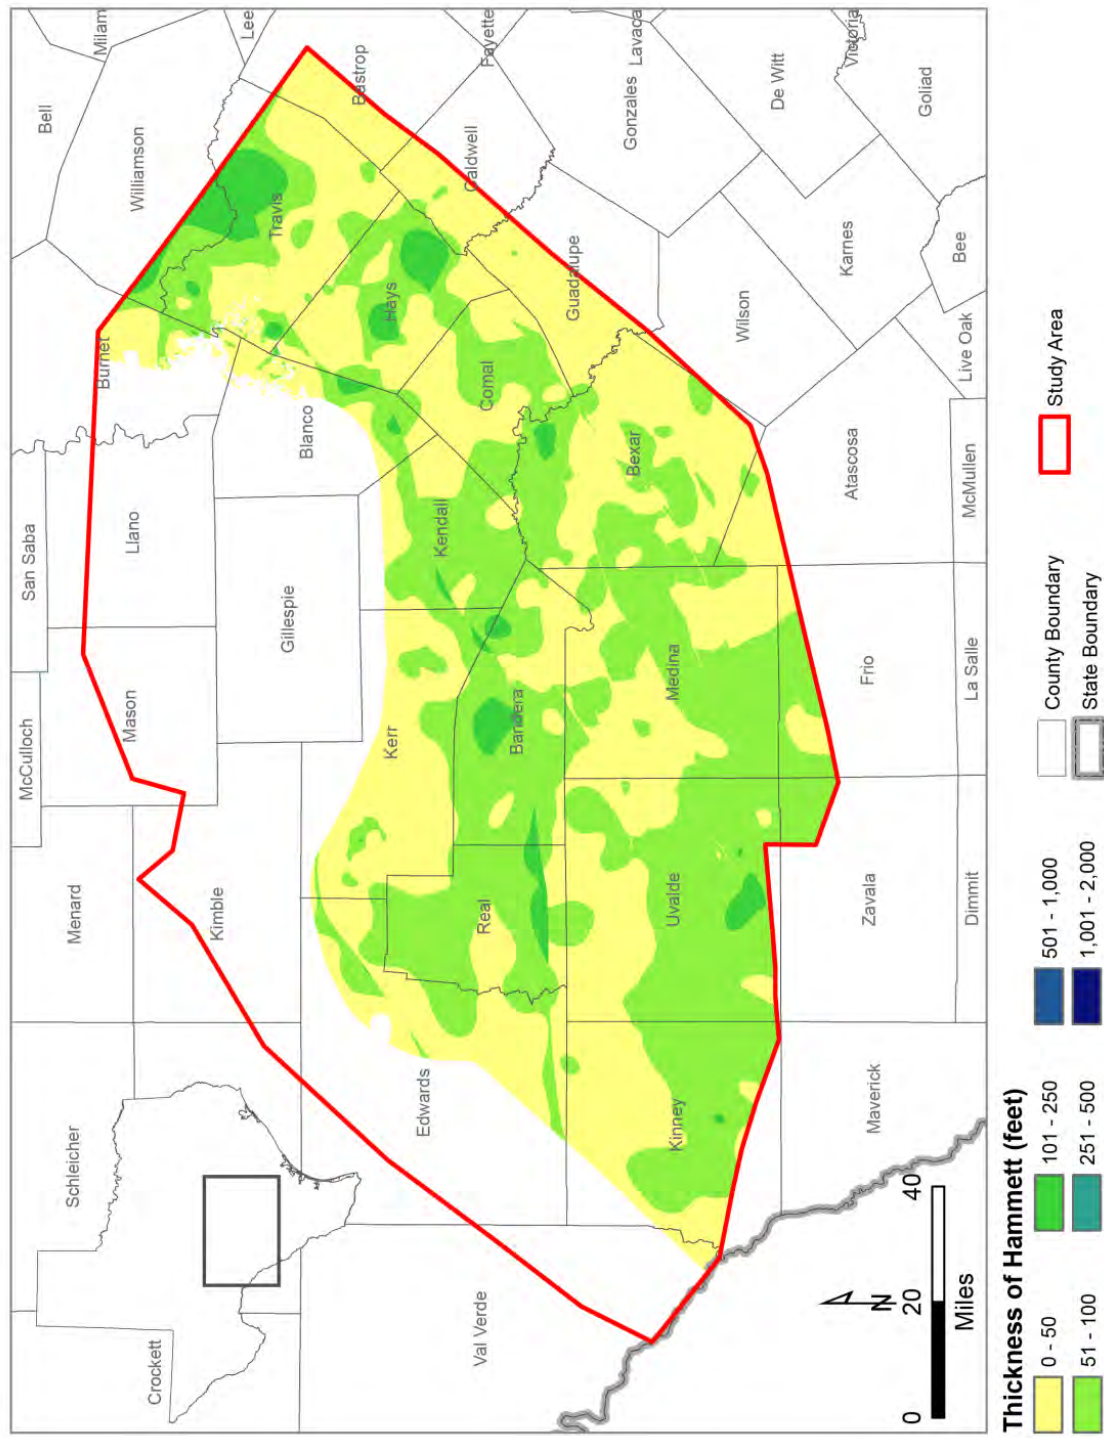 McCulloch
San Saba
Bell
Schleicher
Menard
Milam
Mason
Llano
Burnet
Williamson
Crockett
Kimble
Lee
Gillespie
Blanco
Travis
Kerr
Hays
Bastrop
Edwards
Kendall
Val Verde
Real
Comal
Caldwell
Fayette
Bandera
Guadalupe
Kinney
Uvalde
Medina
Bexar
Gonzales
Lavaca
Wilson
De Witt
Maverick
Zavala
Frio
Atascosa
Karnes
Victoria
Goliad
Dimmit
La Salle
McMullen
Live Oak
Bee
N
0 20 40
Miles
Thickness of Hammett (feet)
0 - 50
51 - 100
101 - 250
251 - 500
501 - 1,000
1,001 - 2,000
County Boundary
State Boundary
Study Area